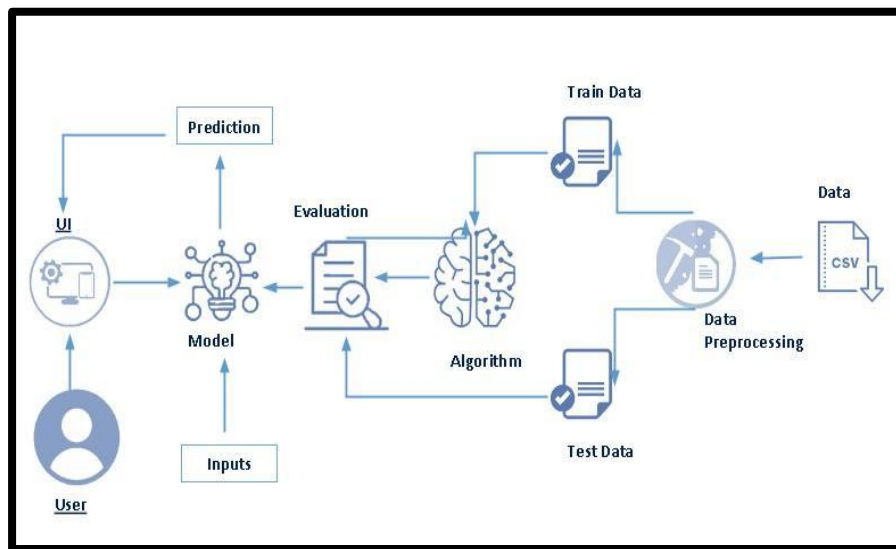 Train Data
Prediction
Data
Evaluation
UI
CSV
Model
Algorithm
Data
Preprocessing
Inputs
Test Data
User